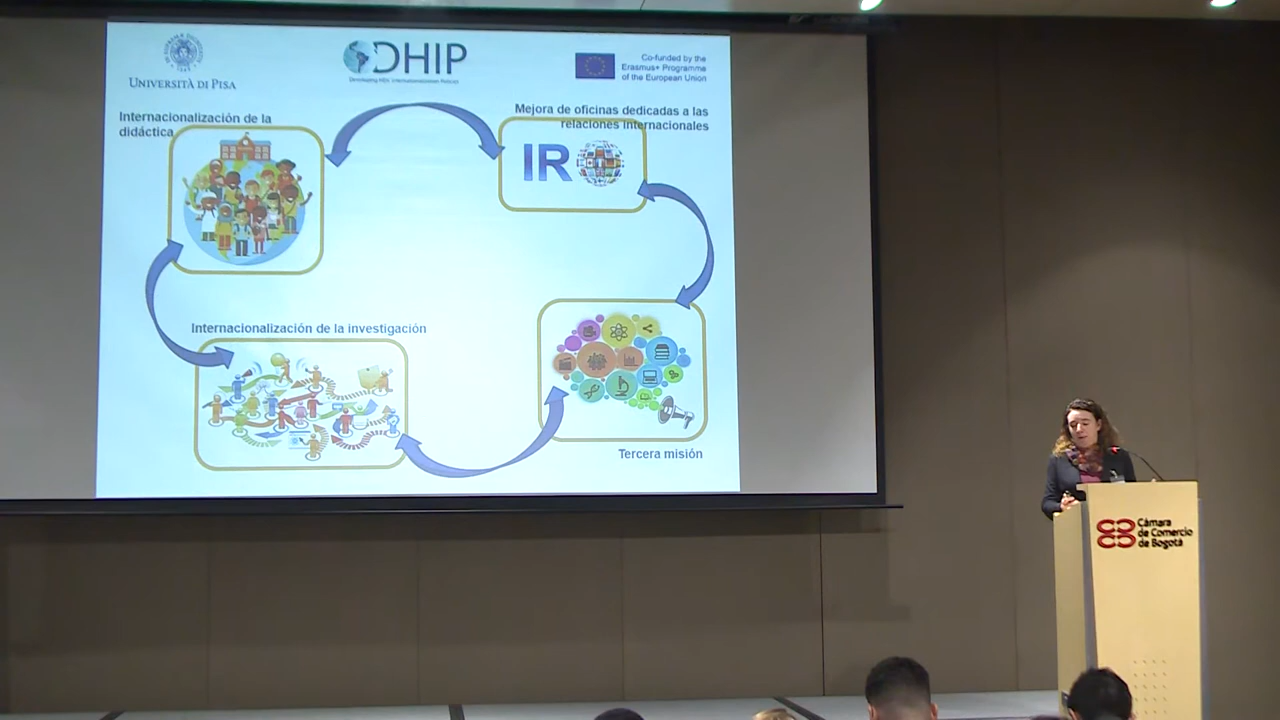 UNIVERSITÀ DI PISA
DHIP
Developing HEIs' Internationalization Policies
Co-funded by the
Erasmus+ Programme
of the European Union
Internacionalización de la
didáctica
Mejora de oficinas dedicadas a las
relaciones internacionales
IR
Internacionalización de la investigación
Tercera misión
Cámara
de Comercio
de Bogotá